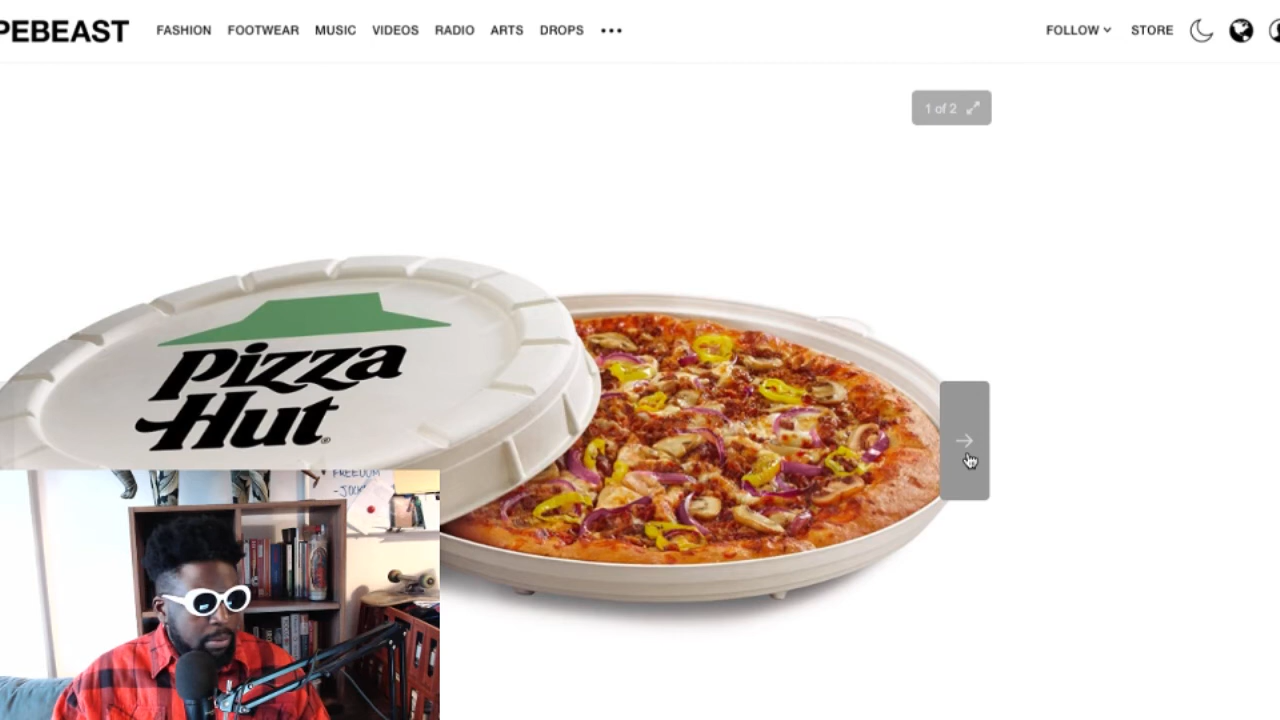 PEBEAST
FASHION FOOTWEAR MUSIC VIDEOS RADIO ARTS DROPS •••
FOLLOW STORE
1 of 2
Pizza
Hut®
FREEDOM